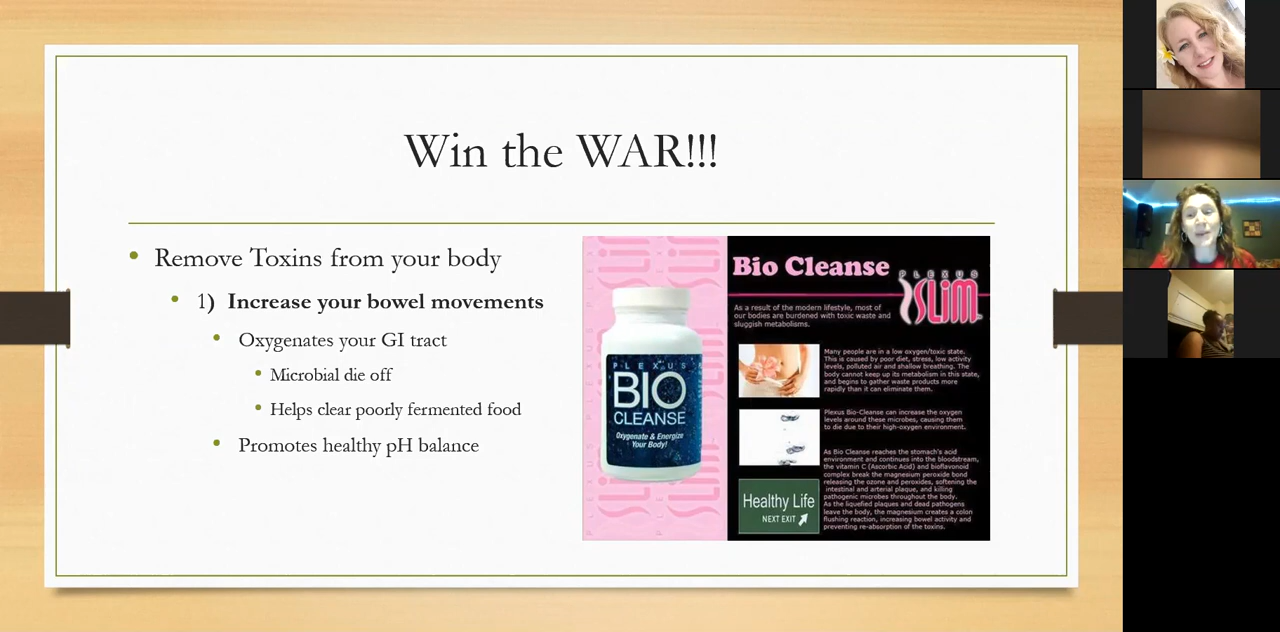 Win the WAR!!!
Remove Toxins from your body
1) Increase your bowel movements
Oxygenates your GI tract
Microbial die off
Helps clear poorly fermented food
Promotes healthy pH balance
PLEXUS
BIO
CLEANSE
Oxygenate & Energize
Your Body!
Bio Cleanse
PLEXUS
Slim
As a result of the modern lifestyle, most of
our bodies are burdened with toxic waste and
sluggish metabolisms.
Many people are in a low oxygen/toxic state.
This is caused by poor diet, stress, low activity
levels, polluted air and shallow breathing. The
body cannot keep up its metabolism in this state,
and begins to gather waste products more
rapidly than it can eliminate them.
Plexus Bio-Cleanse can increase the oxygen
levels around these microbes, causing them
to die due to their high-oxygen environment.
As Bio Cleanse reaches the stomach's acid
environment and continues into the bloodstream,
the vitamin C (Ascorbic Acid) and bioflavonoid
complex break the magnesium peroxide bond
releasing the ozone and peroxides, softening the
intestinal and arterial plaque, and killing
pathogenic microbes throughout the body.
As the liquefied plaques and dead pathogens
leave the body, the magnesium creates a colon
flushing reaction, increasing bowel activity and
preventing re-absorption of the toxins.
Healthy Life
NEXT EXIT